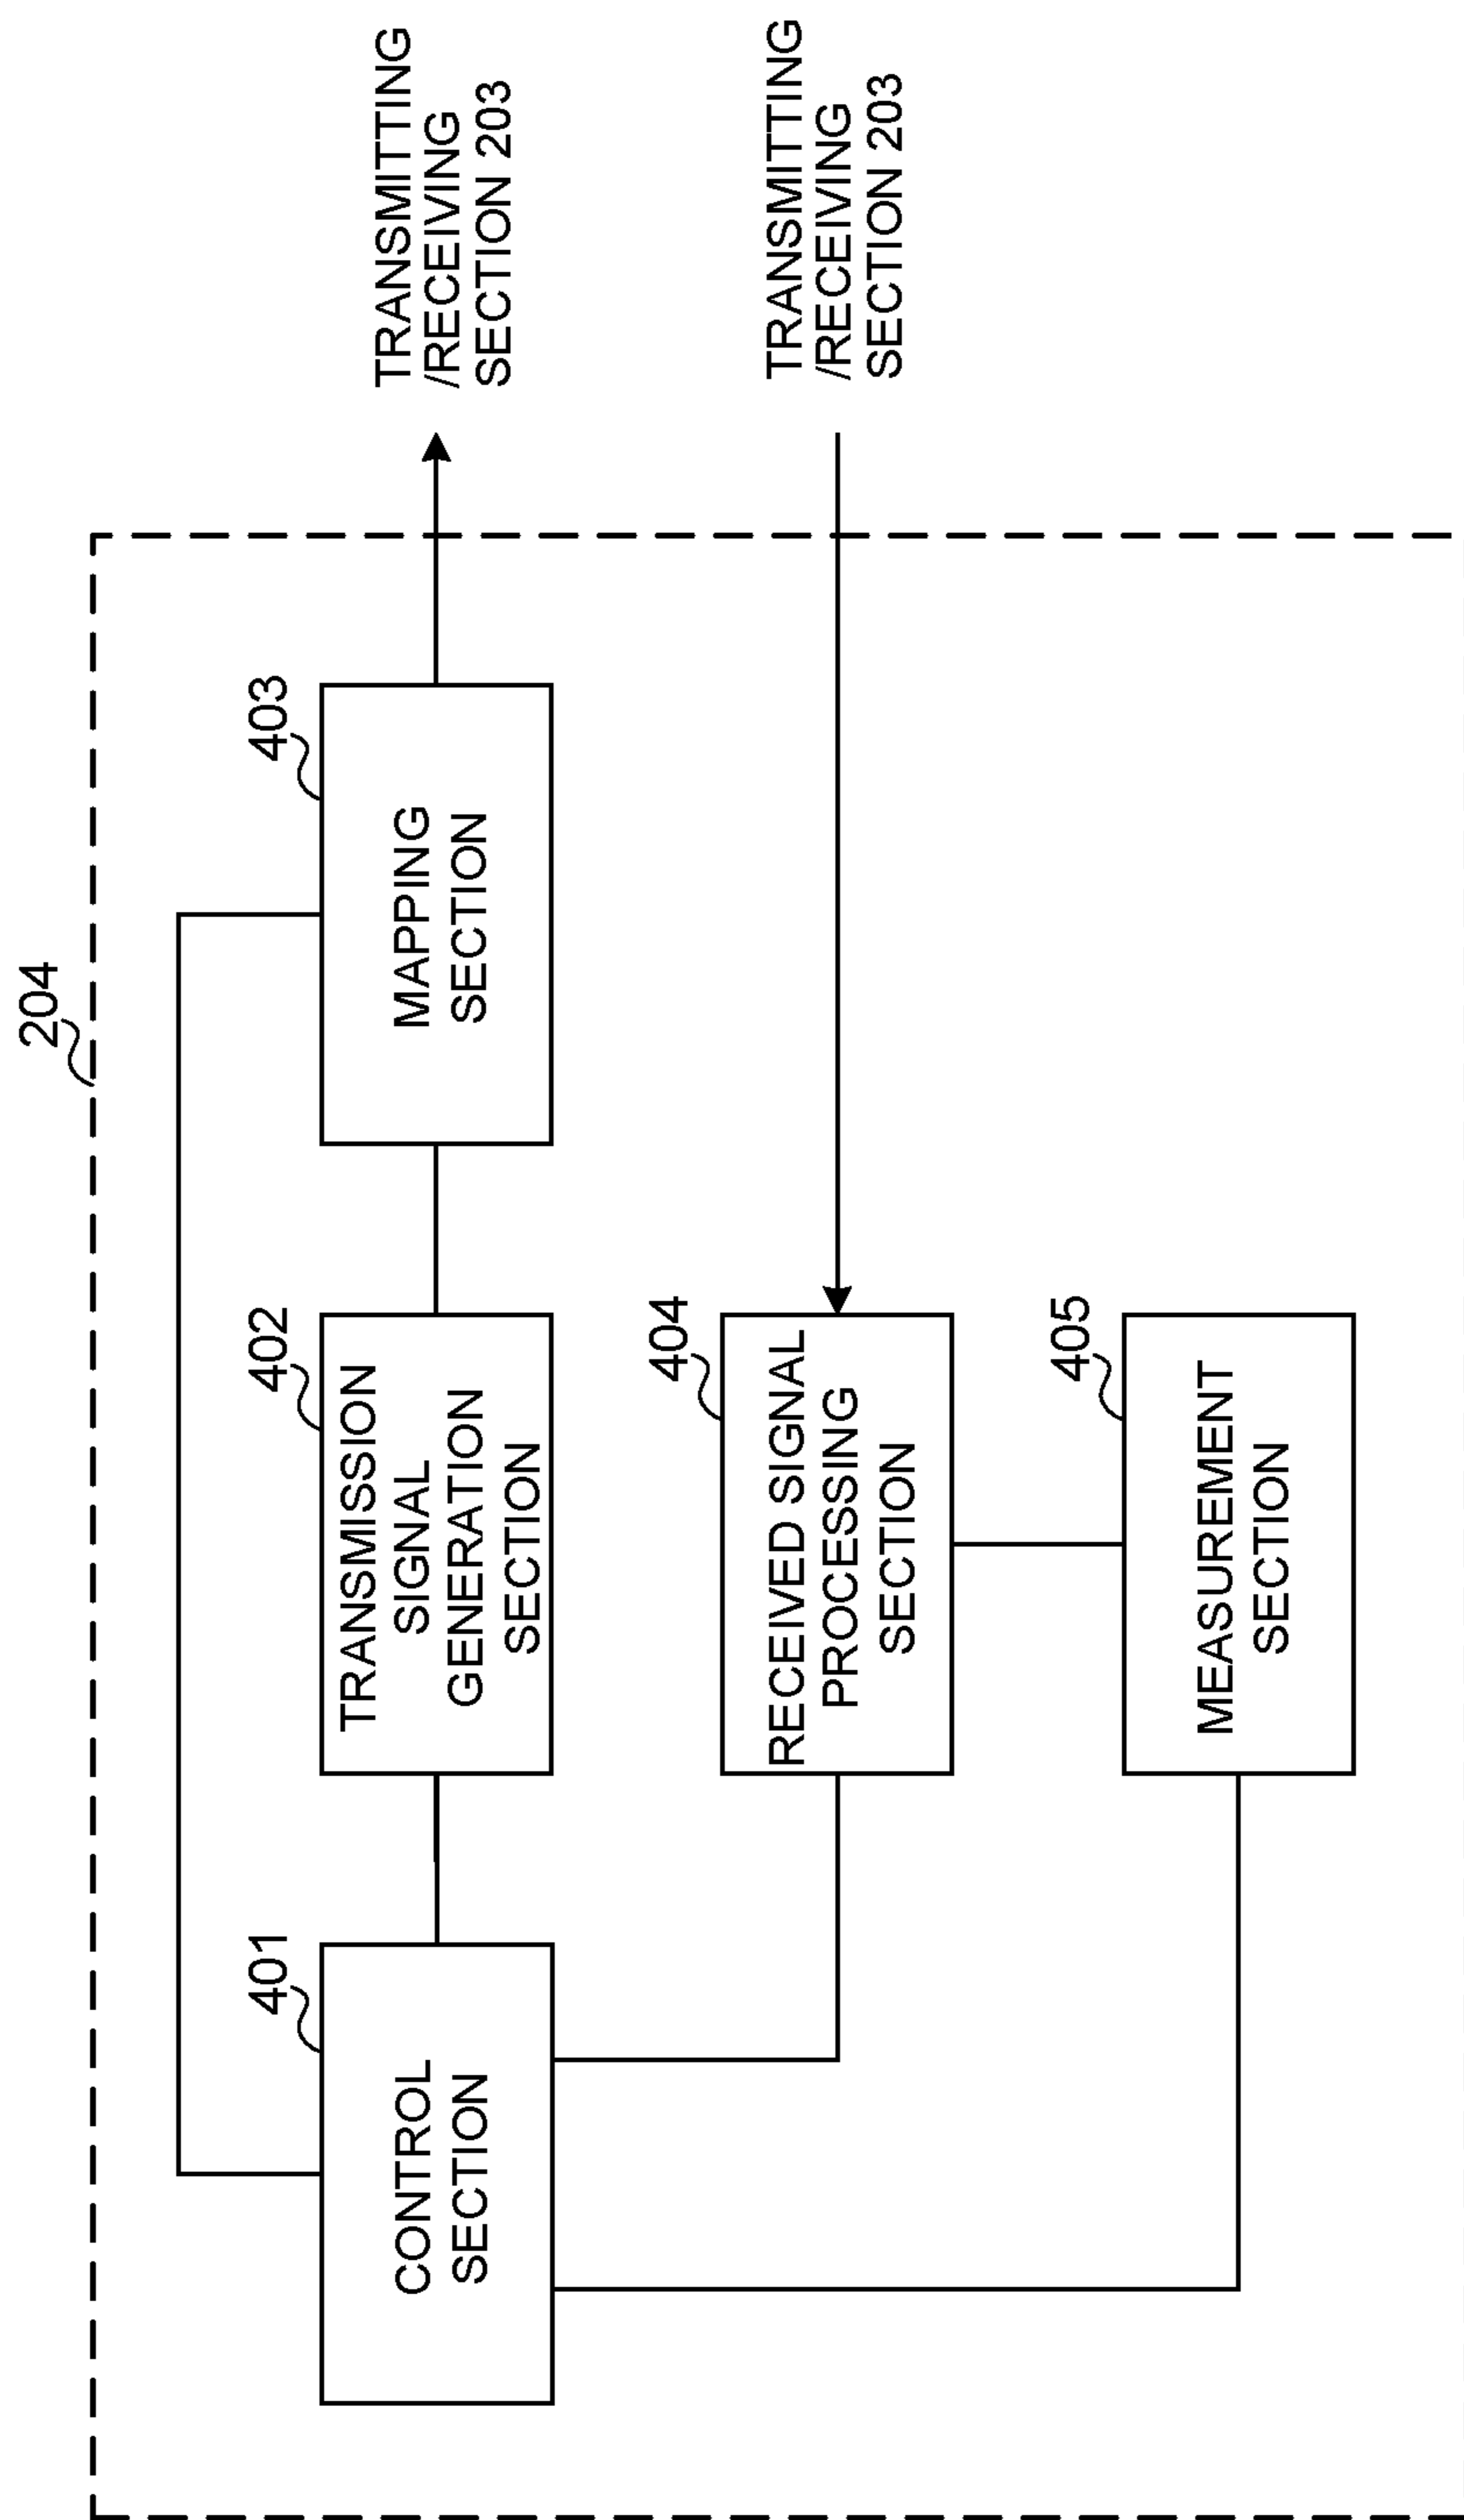 204
401
CONTROL
SECTION
402
TRANSMISSION
SIGNAL
GENERATION
SECTION
403
MAPPING
SECTION
TRANSMITTING
/RECEIVING
SECTION 203
404
RECEIVED SIGNAL
PROCESSING
SECTION
TRANSMITTING
/RECEIVING
SECTION 203
405
MEASUREMENT
SECTION